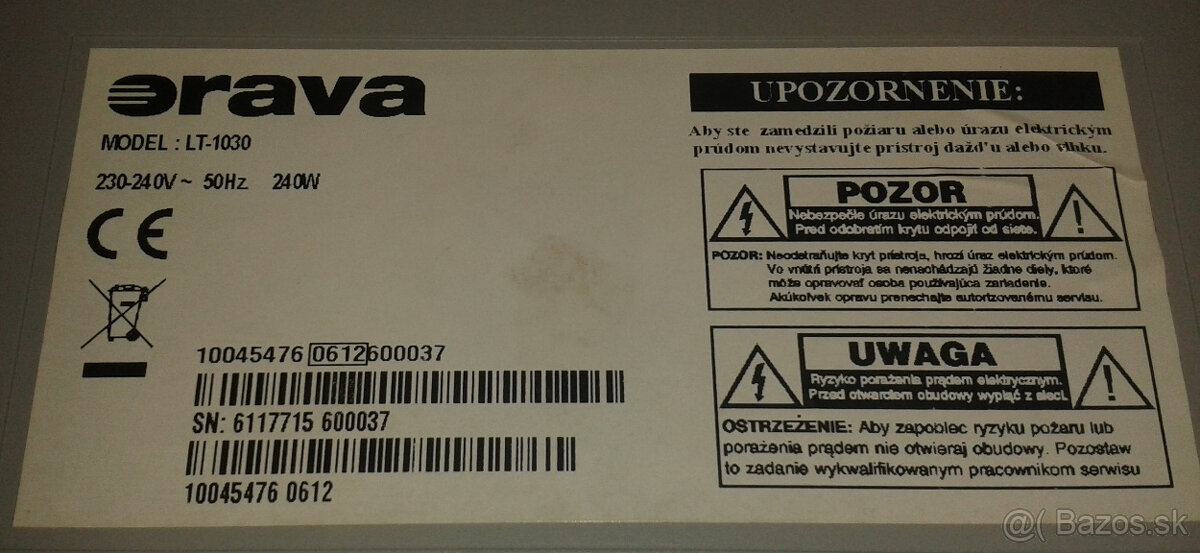 orava
MODEL : LT-1030
230-240V ~ 50Hz 240W
CE
10045476 0612600037
SN: 6117715 600037
10045476 0612
UPOZORNENIE:
Aby ste zamedzili požiaru alebo úrazu elektrickým
prúdom nevystavujte prístroj dažd'u alebo vlhku.
POZOR
Nebezpečie úrazu elektrickým prúdom.
Pred odobratím krytu odpojiť od siete.
POZOR: Neodstraňujte kryt prístroja, hrozí úraz elektrickým prúdom.
Vo vnútri prístroja sa nenachádzajú žiadne diely, ktoré
môže opravovať osoba používajúca zariadenie.
Akúkoľvek opravu prenechajte autorizovanému servisu.
UWAGA
Ryzyko porażenia prądem elektrycznym.
Przed otwarciem obudowy wypiąć z sieci.
OSTRZEŻENIE: Aby zapobiec ryzyku pożaru lub
porażenia prądem nie otwieraj obudowy. Pozostaw
to zadanie wykwalifikowanym pracownikom serwisu
@( Bazos.sk